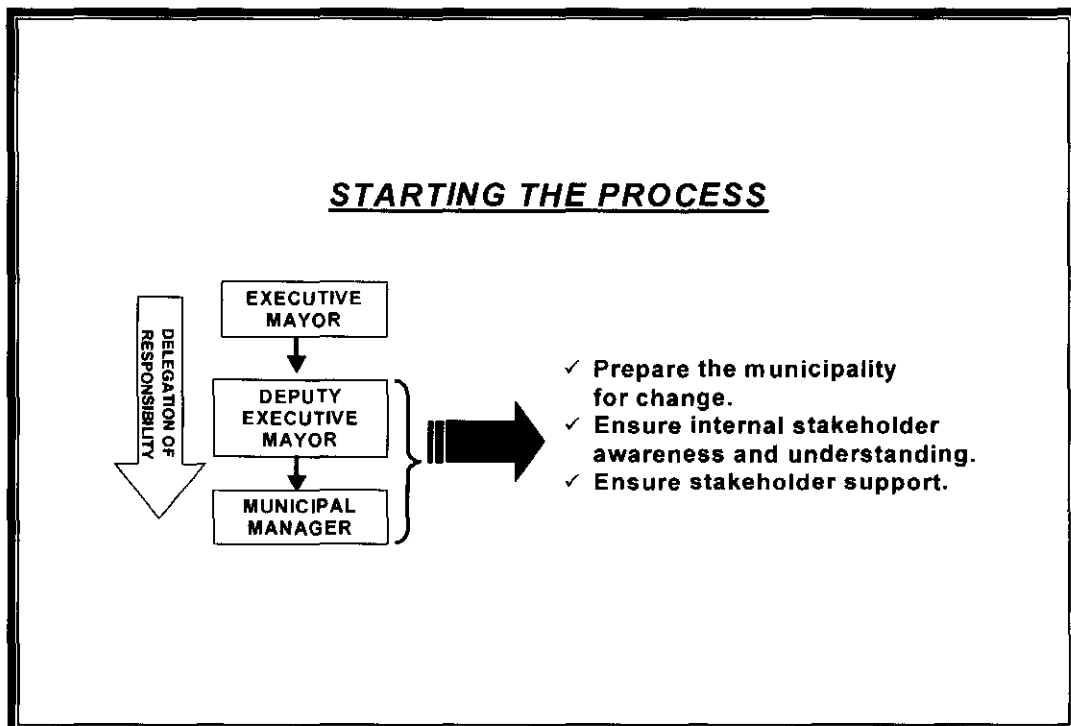 STARTING THE PROCESS
DELEGATION OF
RESPONSIBILITY
EXECUTIVE
MAYOR
DEPUTY
EXECUTIVE
MAYOR
MUNICIPAL
MANAGER
✓ Prepare the municipality
for change.
✓ Ensure internal stakeholder
awareness and understanding.
✓ Ensure stakeholder support.